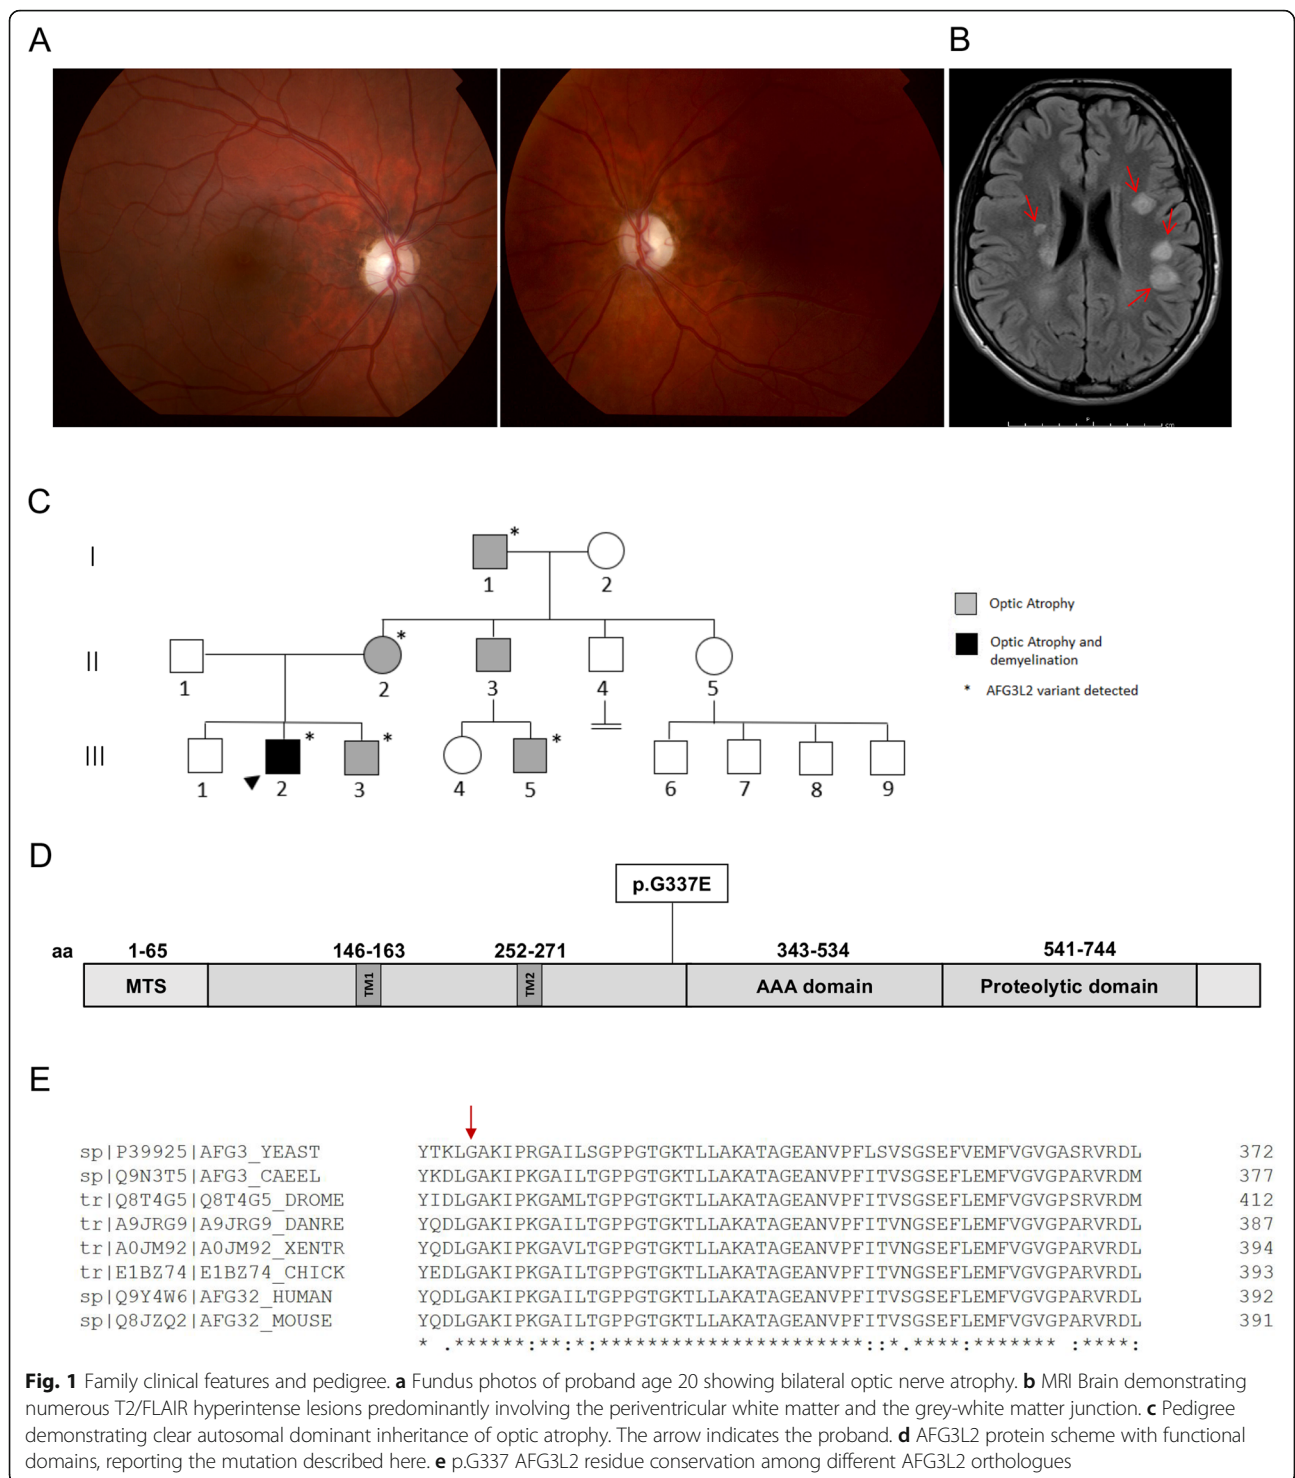 A
B
C
I
*
1
2
II
1
*
2
3
4
5
III
1
*
2
*
3
4
*
5
6
7
8
9
Optic Atrophy
Optic Atrophy and
demyelination
* AFG3L2 variant detected
D
p.G337E
aa 1-65 146-163 252-271 343-534 541-744
MTS TM1 TM2 AAA domain Proteolytic domain
E
sp|P39925|AFG3_YEAST YTKLGAKIPRGAILSGPPGTGKTLLAKATAGEANVPFLSVSGSEFVEMFVGVGASRVRDL 372
sp|Q9N3T5|AFG3_CAEEL YKDLGAKIPKGAILTGPPGTGKTLLAKATAGEANVPFITVSGSEFLEMFVGVGPSRVRDM 377
tr|Q8T4G5|Q8T4G5_DROME YIDLGAKIPKGAMLTGPPGTGKTLLAKATAGEANVPFITVSGSEFLEMFVGVGPSRVRDM 412
tr|A9JRG9|A9JRG9_DANRE YQDLGAKIPKGAILTGPPGTGKTLLAKATAGEANVPFITVNGSEFLEMFVGVGPARVRDL 387
tr|A0JM92|A0JM92_XENTR YQDLGAKIPKGAVLTGPPGTGKTLLAKATAGEANVPFITVNGSEFLEMFVGVGPARVRDL 394
tr|E1BZ74|E1BZ74_CHICK YEDLGAKIPKGAILTGPPGTGKTLLAKATAGEANVPFITVNGSEFLEMFVGVGPARVRDL 393
sp|Q9Y4W6|AFG32_HUMAN YQDLGAKIPKGAILTGPPGTGKTLLAKATAGEANVPFITVSGSEFLEMFVGVGPARVRDL 392
sp|Q8JZQ2|AFG32_MOUSE YQDLGAKIPKGAILTGPPGTGKTLLAKATAGEANVPFITVSGSEFLEMFVGVGPARVRDL 391
* .******:**:*:**********************::*.****:******* :****:
Fig. 1 Family clinical features and pedigree. a Fundus photos of proband age 20 showing bilateral optic nerve atrophy. b MRI Brain demonstrating
numerous T2/FLAIR hyperintense lesions predominantly involving the periventricular white matter and the grey-white matter junction. c Pedigree
demonstrating clear autosomal dominant inheritance of optic atrophy. The arrow indicates the proband. d AFG3L2 protein scheme with functional
domains, reporting the mutation described here. e p.G337 AFG3L2 residue conservation among different AFG3L2 orthologues